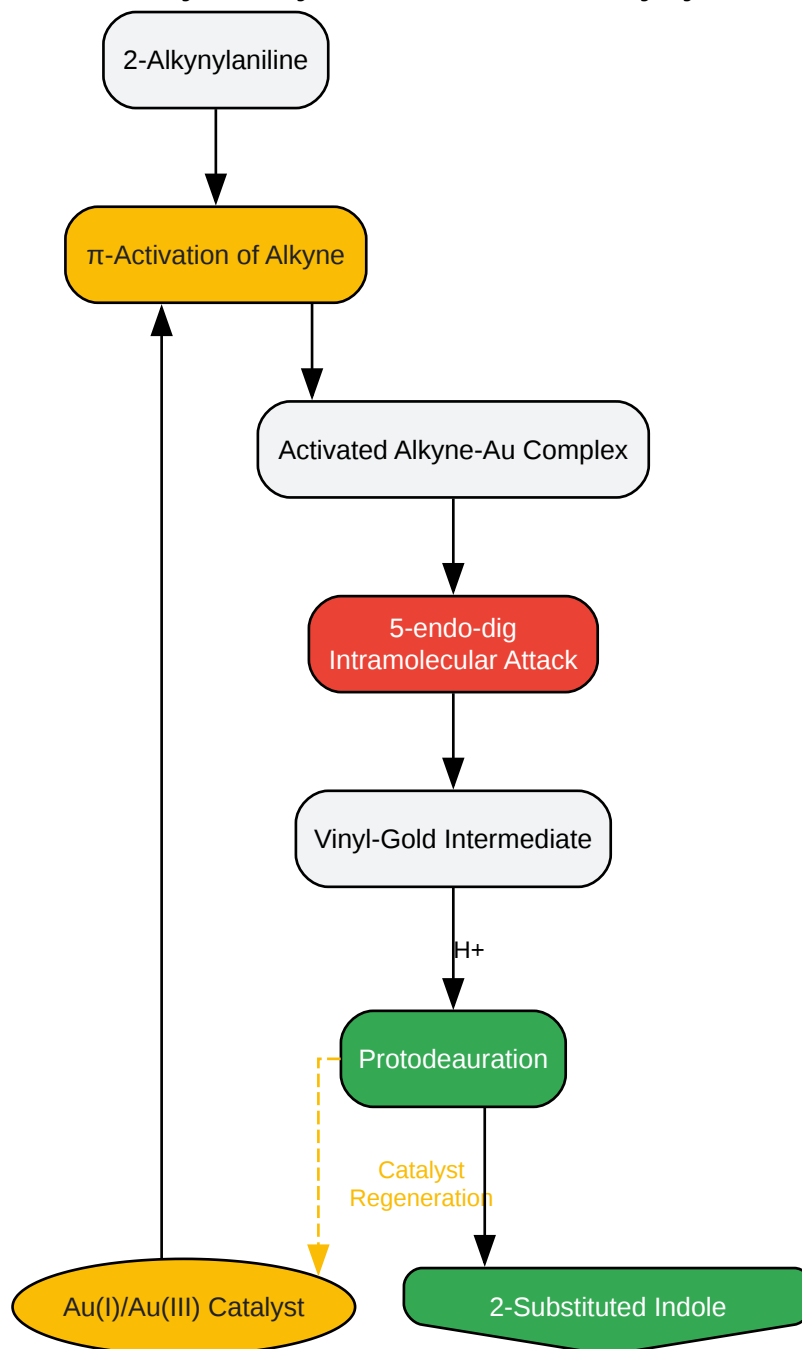 2-Alkynylaniline
π-Activation of Alkyne
Activated Alkyne-Au Complex
5-endo-dig
Intramolecular Attack
Vinyl-Gold Intermediate
H+
Protodeauration
Catalyst
Regeneration
Au(I)/Au(III) Catalyst
2-Substituted Indole